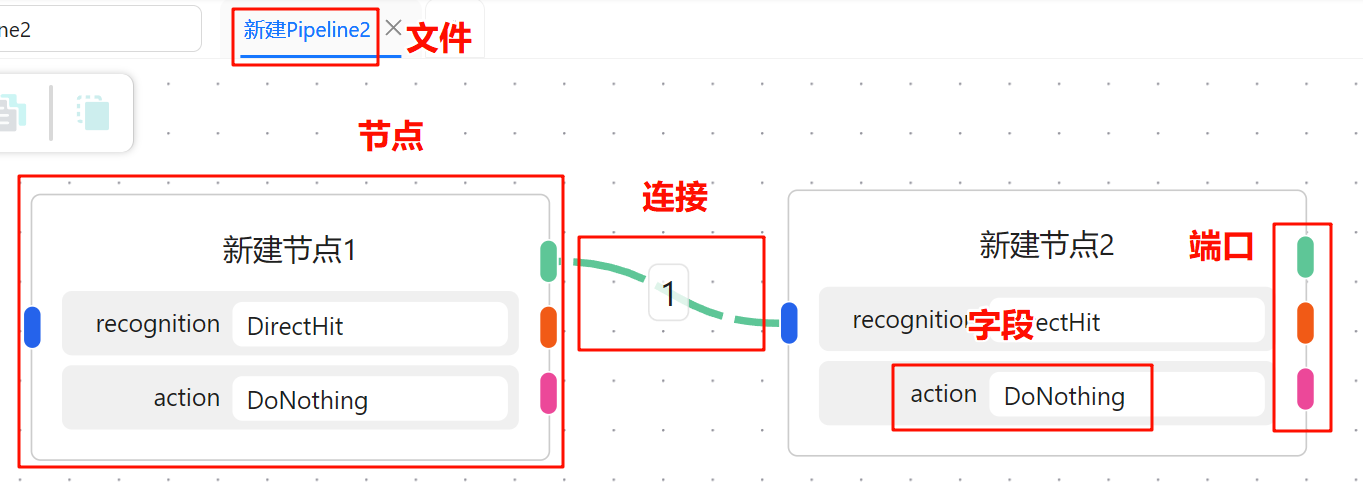 ne2
新建Pipeline2
文件
节点
连接
新建节点1
recognition
DirectHit
action
DoNothing
1
新建节点2
端口
recognition
ectHit
字段
action
DoNothing